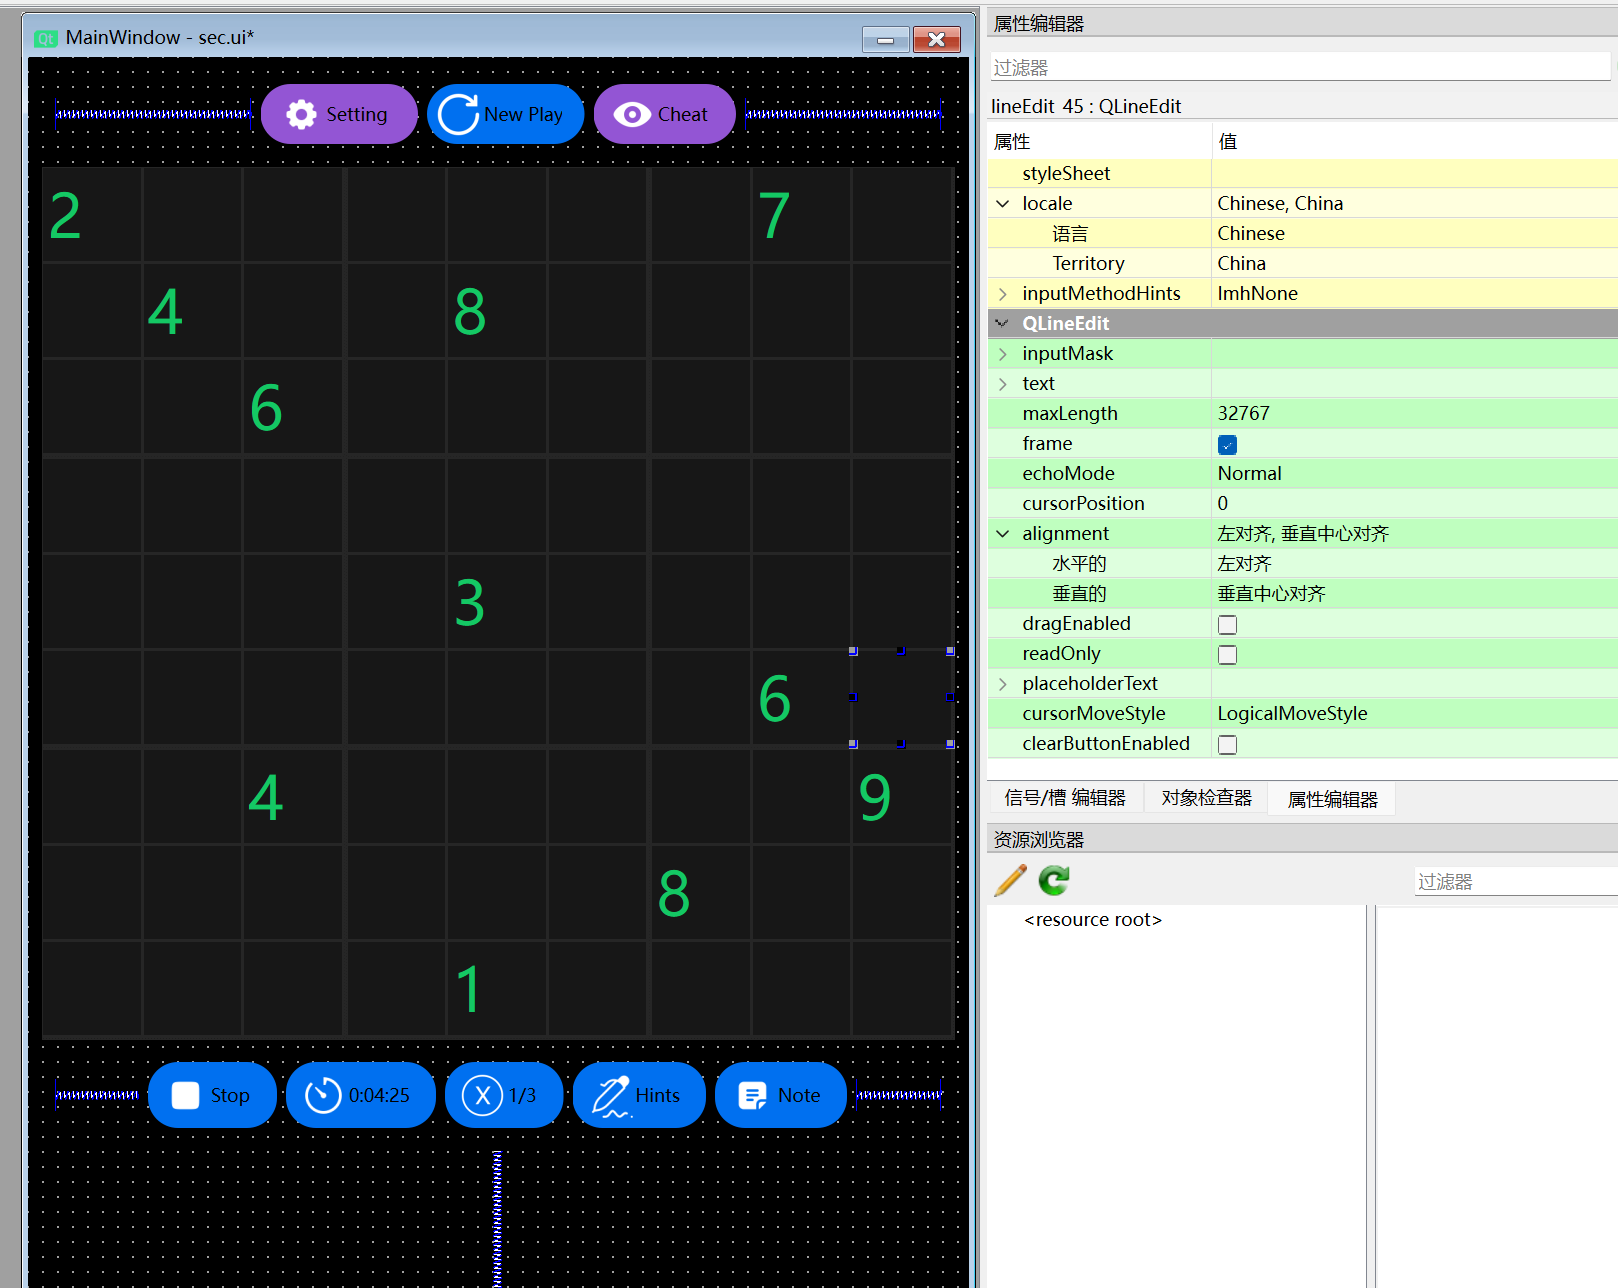 MainWindow - sec.ui*
Setting
New Play
Cheat
2 7
4 8
6
3
6
4 9
8
1
Stop
0:04:25
X 1/3
Hints
Note
属性编辑器
过滤器
lineEdit_45 : QLineEdit
属性 值
styleSheet
locale Chinese, China
语言 Chinese
Territory China
inputMethodHints ImhNone
QLineEdit
inputMask
text
maxLength 32767
frame
echoMode Normal
cursorPosition 0
alignment 左对齐, 垂直中心对齐
水平的 左对齐
垂直的 垂直中心对齐
dragEnabled
readOnly
placeholderText
cursorMoveStyle LogicalMoveStyle
clearButtonEnabled
信号/槽 编辑器 对象检查器 属性编辑器
资源浏览器
过滤器
<resource root>